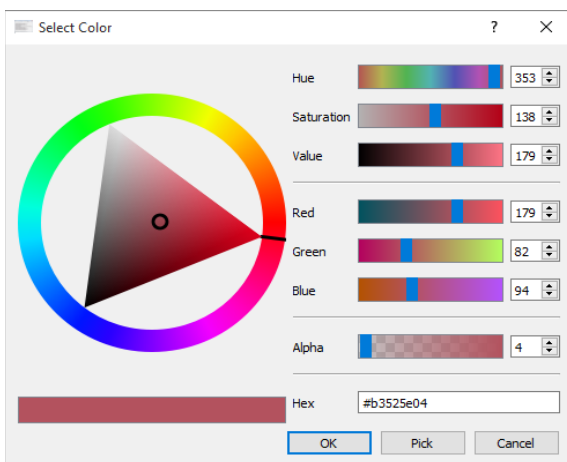 Select Color ?
Hue 353
Saturation 138
Value 179
Red 179
Green 82
Blue 94
Alpha 4
Hex #b3525e04
OK Pick Cancel